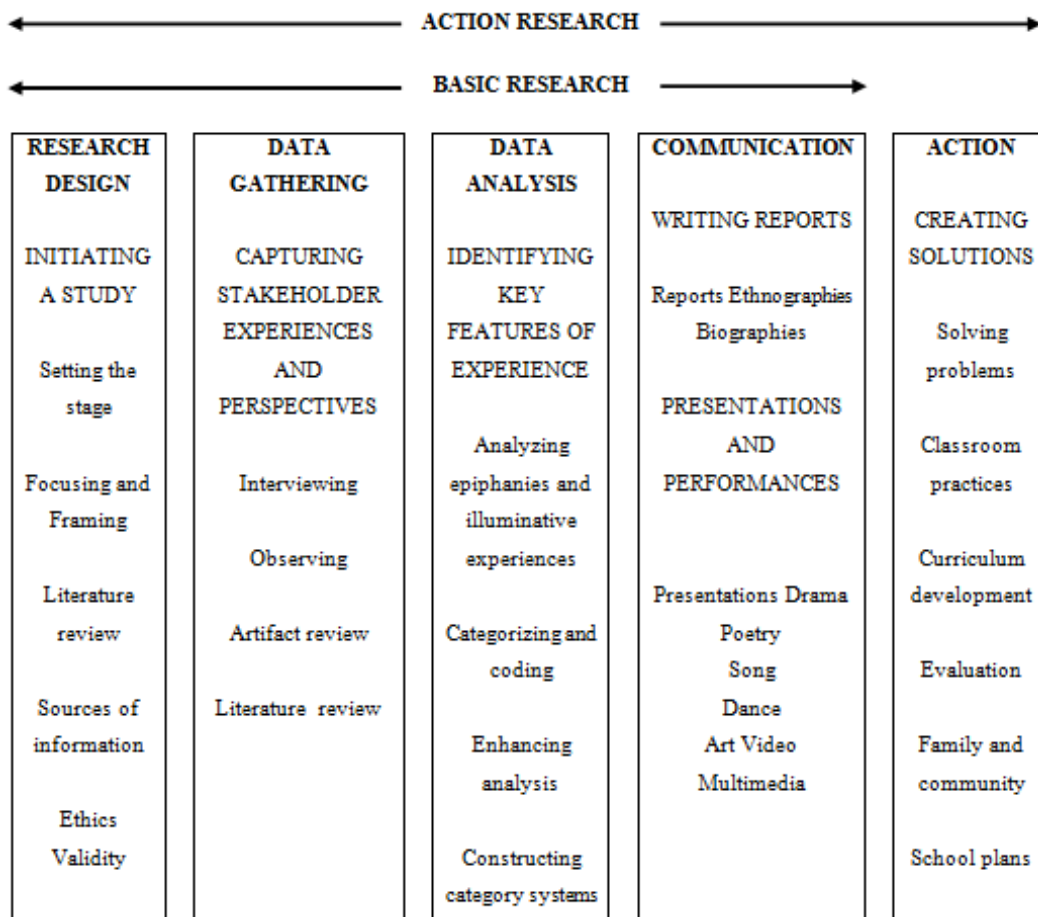 ACTION RESEARCH
BASIC RESEARCH
RESEARCH
DESIGN
INITIATING
A STUDY
Setting the
stage
Focusing and
Framing
Literature
review
Sources of
information
Ethics
Validity
DATA
GATHERING
CAPTURING
STAKEHOLDER
EXPERIENCES
AND
PERSPECTIVES
Interviewing
Observing
Artifact review
Literature review
DATA
ANALYSIS
IDENTIFYING
KEY
FEATURES OF
EXPERIENCE
Analyzing
epiphanies and
illuminative
experiences
Categorizing and
coding
Enhancing
analysis
Constructing
category systems
COMMUNICATION
WRITING REPORTS
Reports Ethnographies
Biographies
PRESENTATIONS
AND
PERFORMANCES
Presentations Drama
Poetry
Song
Dance
Art Video
Multimedia
ACTION
CREATING
SOLUTIONS
Solving
problems
Classroom
practices
Curriculum
development
Evaluation
Family and
community
School plans